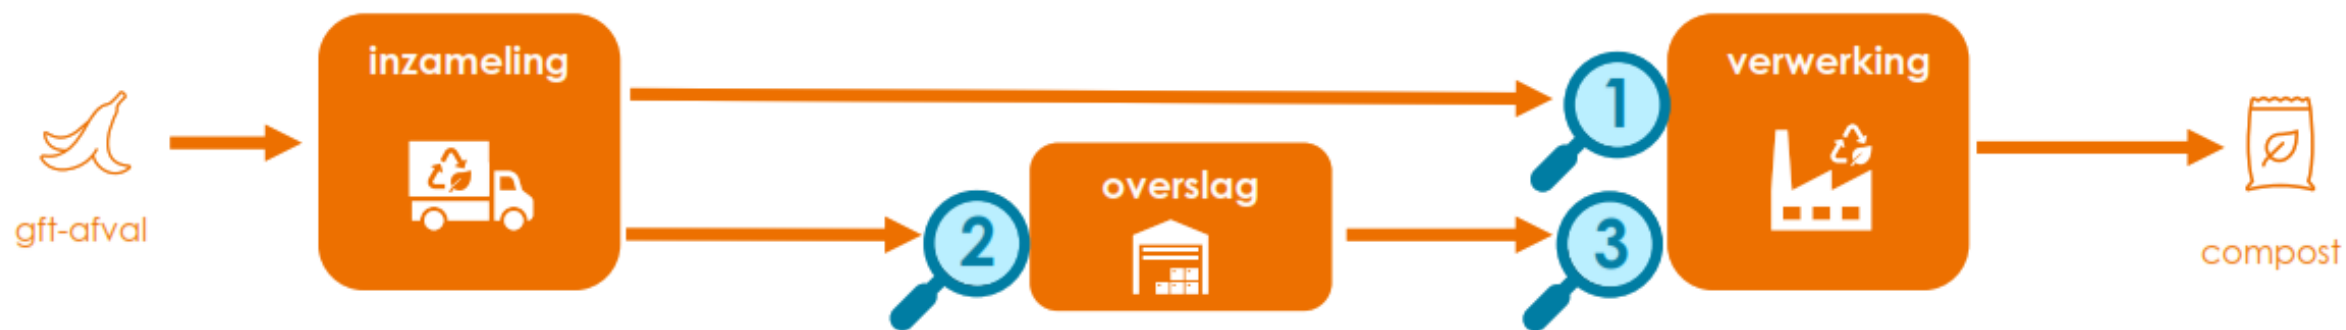 inzameling
verwerking
1
overslag
gft-afval
2
3
compost